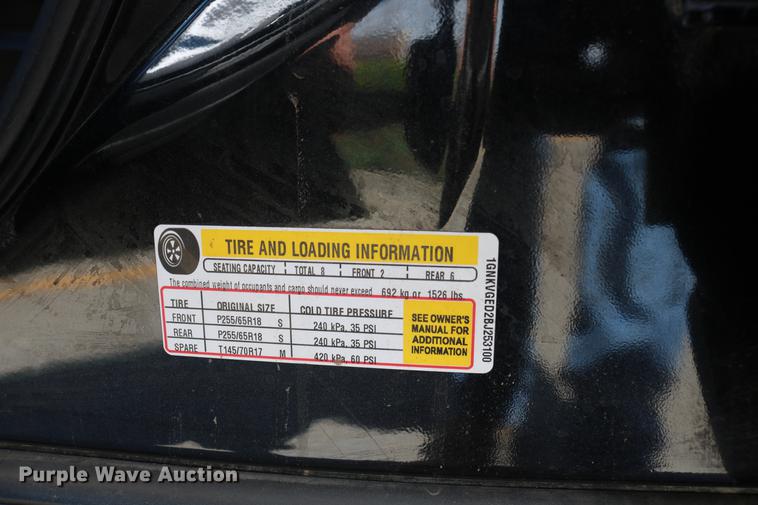 TIRE AND LOADING INFORMATION
SEATING CAPACITY TOTAL 8 FRONT 2 REAR 6
The combined weight of occupants and cargo should never exceed 692 kg or 1526 lbs.
TIRE ORIGINAL SIZE COLD TIRE PRESSURE
FRONT P255/65R18 S 240 kPa, 35 PSI
REAR P255/65R18 S 240 kPa, 35 PSI
SPARE T145/70R17 M 420 kPa, 60 PSI
SEE OWNER'S
MANUAL FOR
ADDITIONAL
INFORMATION
1GNKVGED2BJ253100
Purple Wave Auction